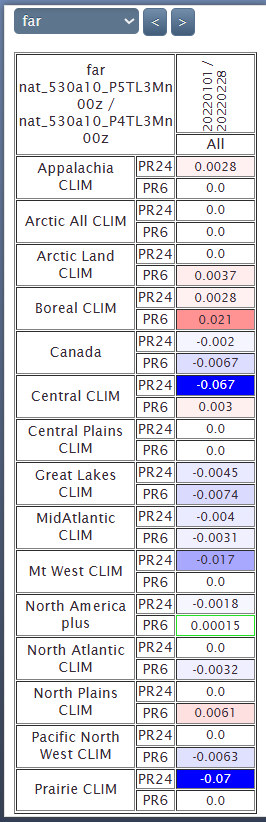 far
< >
far
nat_530a10_P5TL3Mn
00z /
nat_530a10_P4TL3Mn
00z
20220101 /
20220228
All
Appalachia
CLIM
PR24 0.0028
PR6 0.0
Arctic All CLIM
PR24 0.0
PR6 0.0
Arctic Land
CLIM
PR24 0.0
PR6 0.0037
Boreal CLIM
PR24 0.0028
PR6 0.021
Canada
PR24 -0.002
PR6 -0.0067
Central CLIM
PR24 -0.067
PR6 0.003
Central Plains
CLIM
PR24 0.0
PR6 0.0
Great Lakes
CLIM
PR24 -0.0045
PR6 -0.0074
MidAtlantic
CLIM
PR24 -0.004
PR6 -0.0031
Mt West CLIM
PR24 -0.017
PR6 0.0
North America
plus
PR24 -0.0018
PR6 0.00015
North Atlantic
CLIM
PR24 0.0
PR6 -0.0032
North Plains
CLIM
PR24 0.0
PR6 0.0061
Pacific North
West CLIM
PR24 0.0
PR6 -0.0063
Prairie CLIM
PR24 -0.07
PR6 0.0